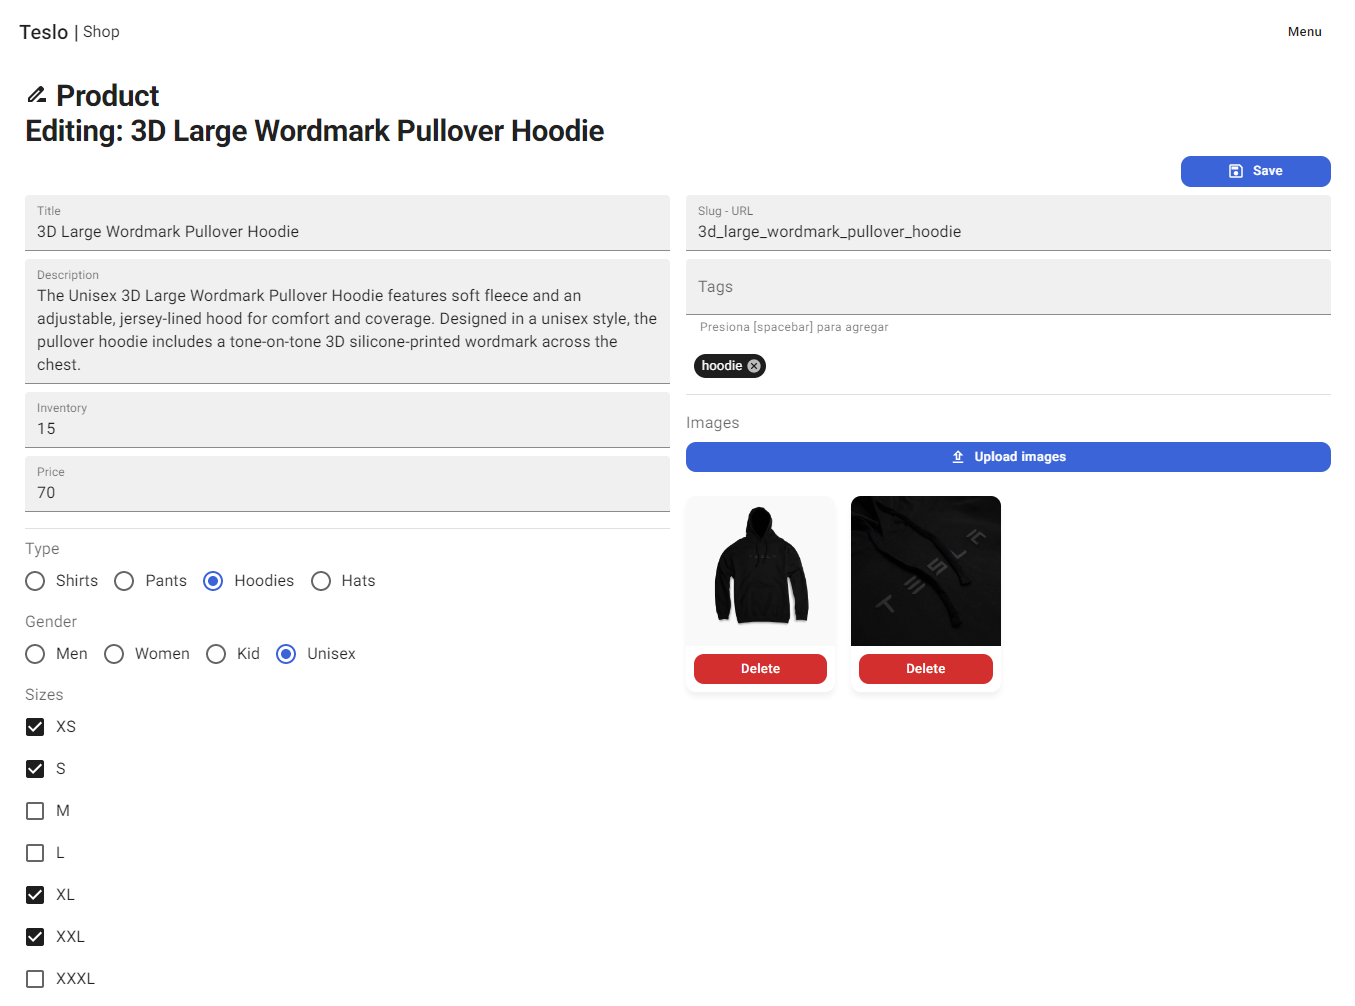 Teslo | Shop
Menu
Product
Editing: 3D Large Wordmark Pullover Hoodie
Save
Title
3D Large Wordmark Pullover Hoodie
Description
The Unisex 3D Large Wordmark Pullover Hoodie features soft fleece and an
adjustable, jersey-lined hood for comfort and coverage. Designed in a unisex style, the
pullover hoodie includes a tone-on-tone 3D silicone-printed wordmark across the
chest.
Inventory
15
Price
70
Type
Shirts Pants Hoodies Hats
Gender
Men Women Kid Unisex
Sizes
XS
S
M
L
XL
XXL
XXXL
Slug - URL
3d_large_wordmark_pullover_hoodie
Tags
Presiona [spacebar] para agregar
hoodie
Images
Upload images
TESLA
TESLA
Delete
Delete